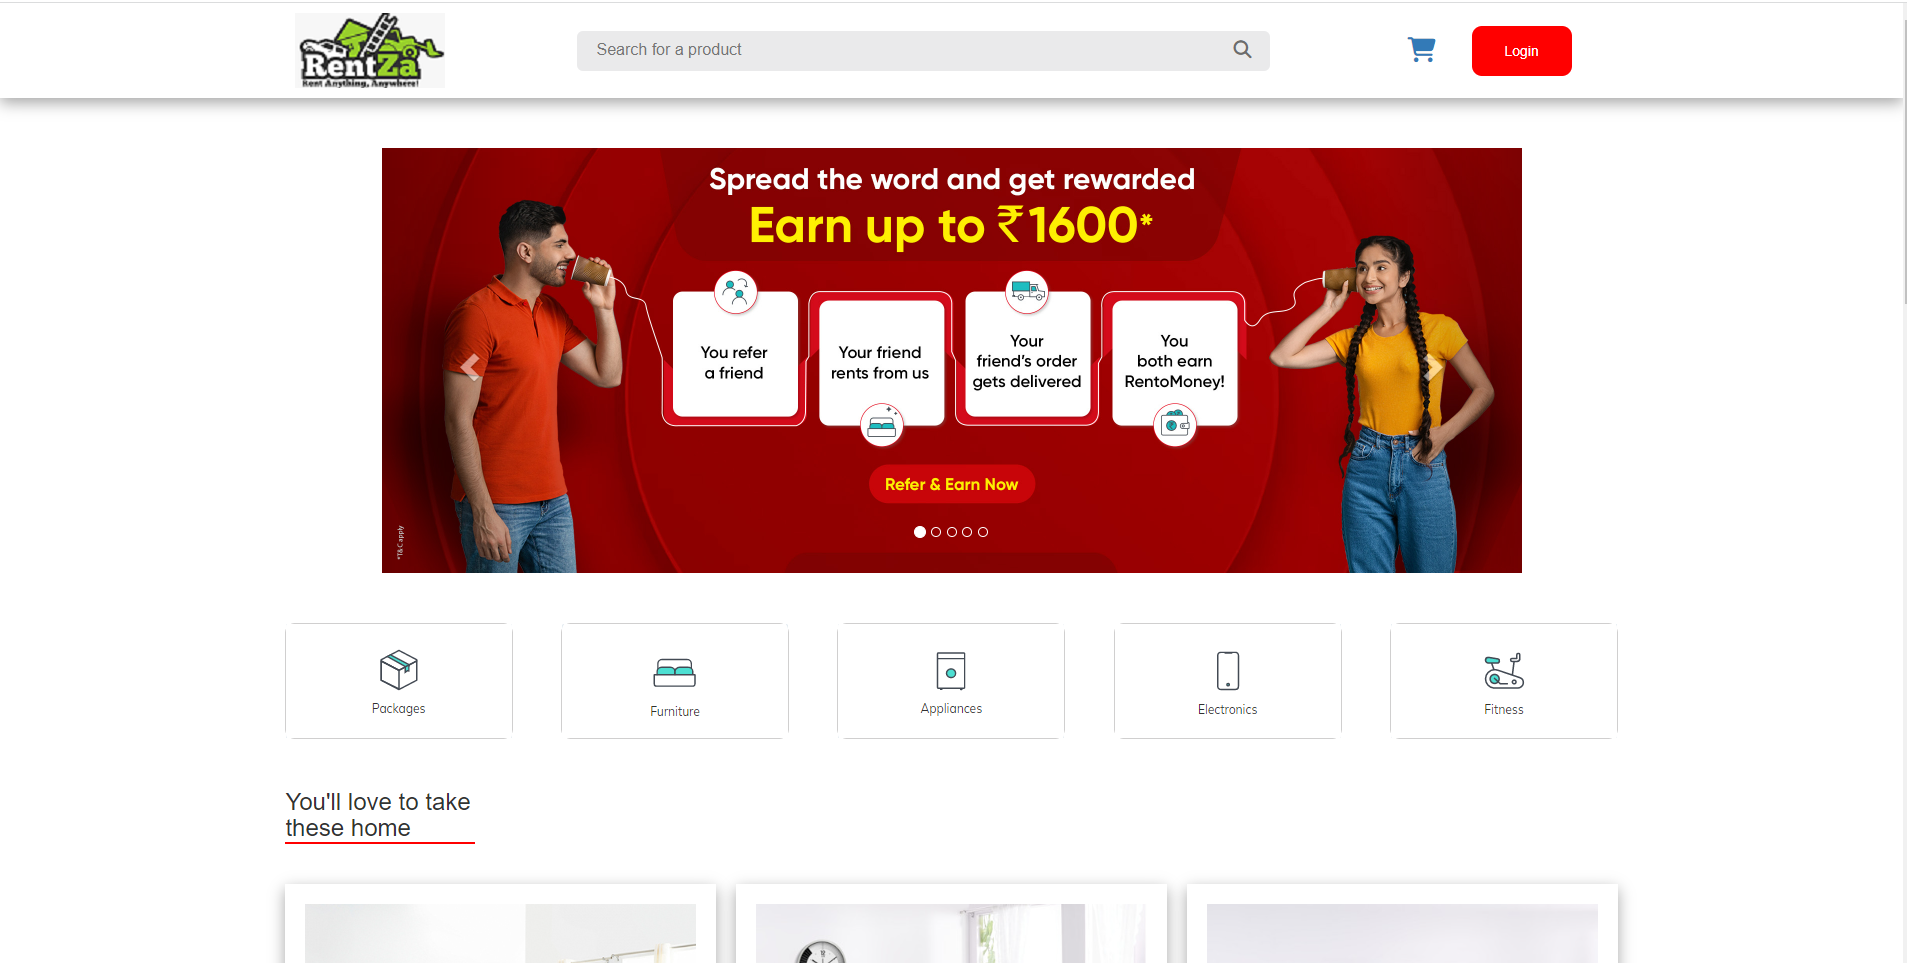 RentZa
Rent Anything, Anywhere!
Search for a product
Login
Spread the word and get rewarded
Earn up to ₹1600*
You refer
a friend
Your friend
rents from us
Your
friend's order
gets delivered
You
both earn
RentoMoney!
Refer & Earn Now
*T&C apply
Packages
Furniture
Appliances
Electronics
Fitness
You'll love to take
these home